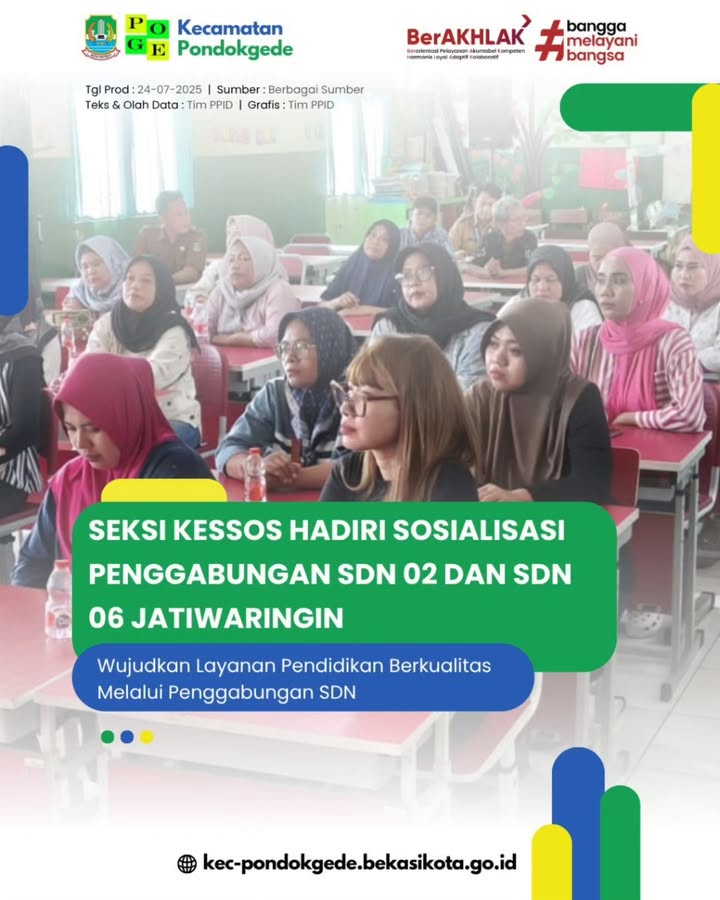 POGE
Kecamatan
Pondokgede
BerAKHLAK
Berorientasi Pelayanan Akuntabel Kompeten
Harmonis Loyal Adaptif Kolaboratif
#bangga
melayani
bangsa
Tgl Prod : 24-07-2025 | Sumber : Berbagai Sumber
Teks & Olah Data : Tim PPID | Grafis : Tim PPID
SEKSI KESSOS HADIRI SOSIALISASI
PENGGABUNGAN SDN 02 DAN SDN
06 JATIWARINGIN
Wujudkan Layanan Pendidikan Berkualitas
Melalui Penggabungan SDN
kec-pondokgede.bekasikota.go.id